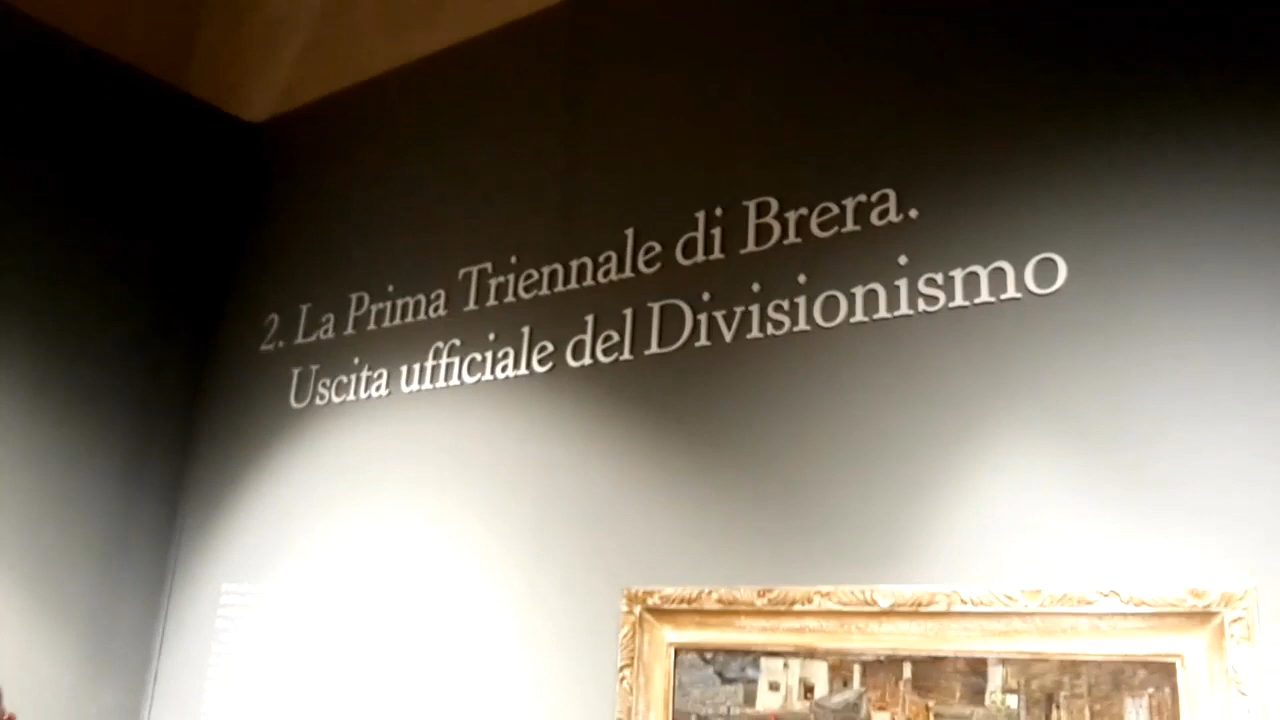 2. La Prima Triennale di Brera.
Uscita ufficiale del Divisionismo